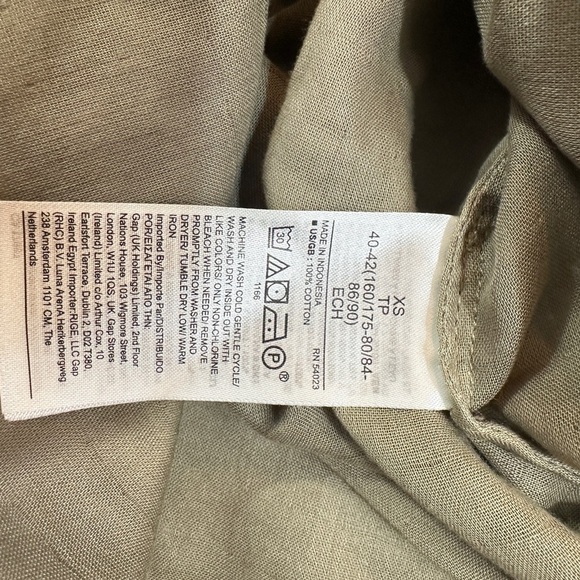 XS
TP
40-42(160/175-80/84-
86/90)
ECH
MADE IN INDONESIA RN 54023
■ US/GB : 100% COTTON
30 P
1166
MACHINE WASH COLD GENTLE CYCLE/
WASH AND DRY INSIDE OUT WITH
LIKE COLORS/ ONLY NON-CHLORINE
BLEACH WHEN NEEDED/ REMOVE
PROMPTLY FROM WASHER AND
DRYER/TUMBLE DRY LOW/ WARM
IRON
Imported By/Importe Par/DISTRIBUIDO
POR/ΕΙΣΑΓΕΤΑΙ ΑΠΟ ΤΗΝ:
Gap (UK Holdings) Limited, 2nd Floor
Nations House, 103 Wigmore Street,
London, W1U 1QS, UK Gap Stores
(Ireland) Limited c/o Arthur Cox, 10
Earlsfort Terrace, Dublin 2, D02 T380,
Ireland Egypt Importer:RIGE, LLC Gap
(RHC) B.V. Luna ArenA Herikerbergweg
238 Amsterdam 1101 CM, The
Netherlands